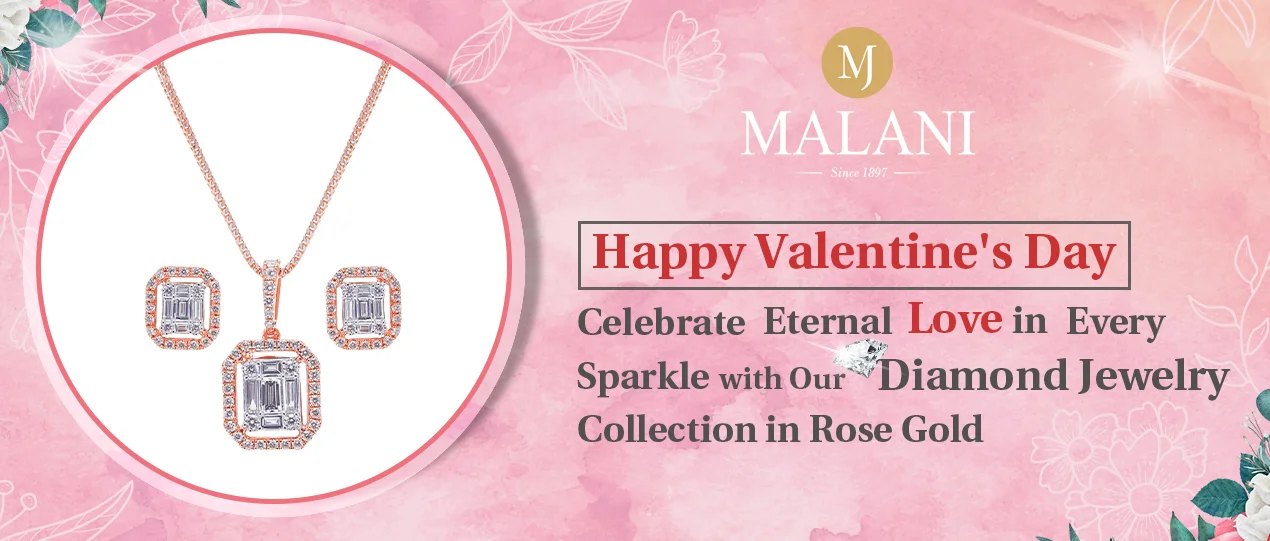 MJ
MALANI
Since 1897
Happy Valentine's Day
Celebrate Eternal Love in Every
Sparkle with Our Diamond Jewelry
Collection in Rose Gold